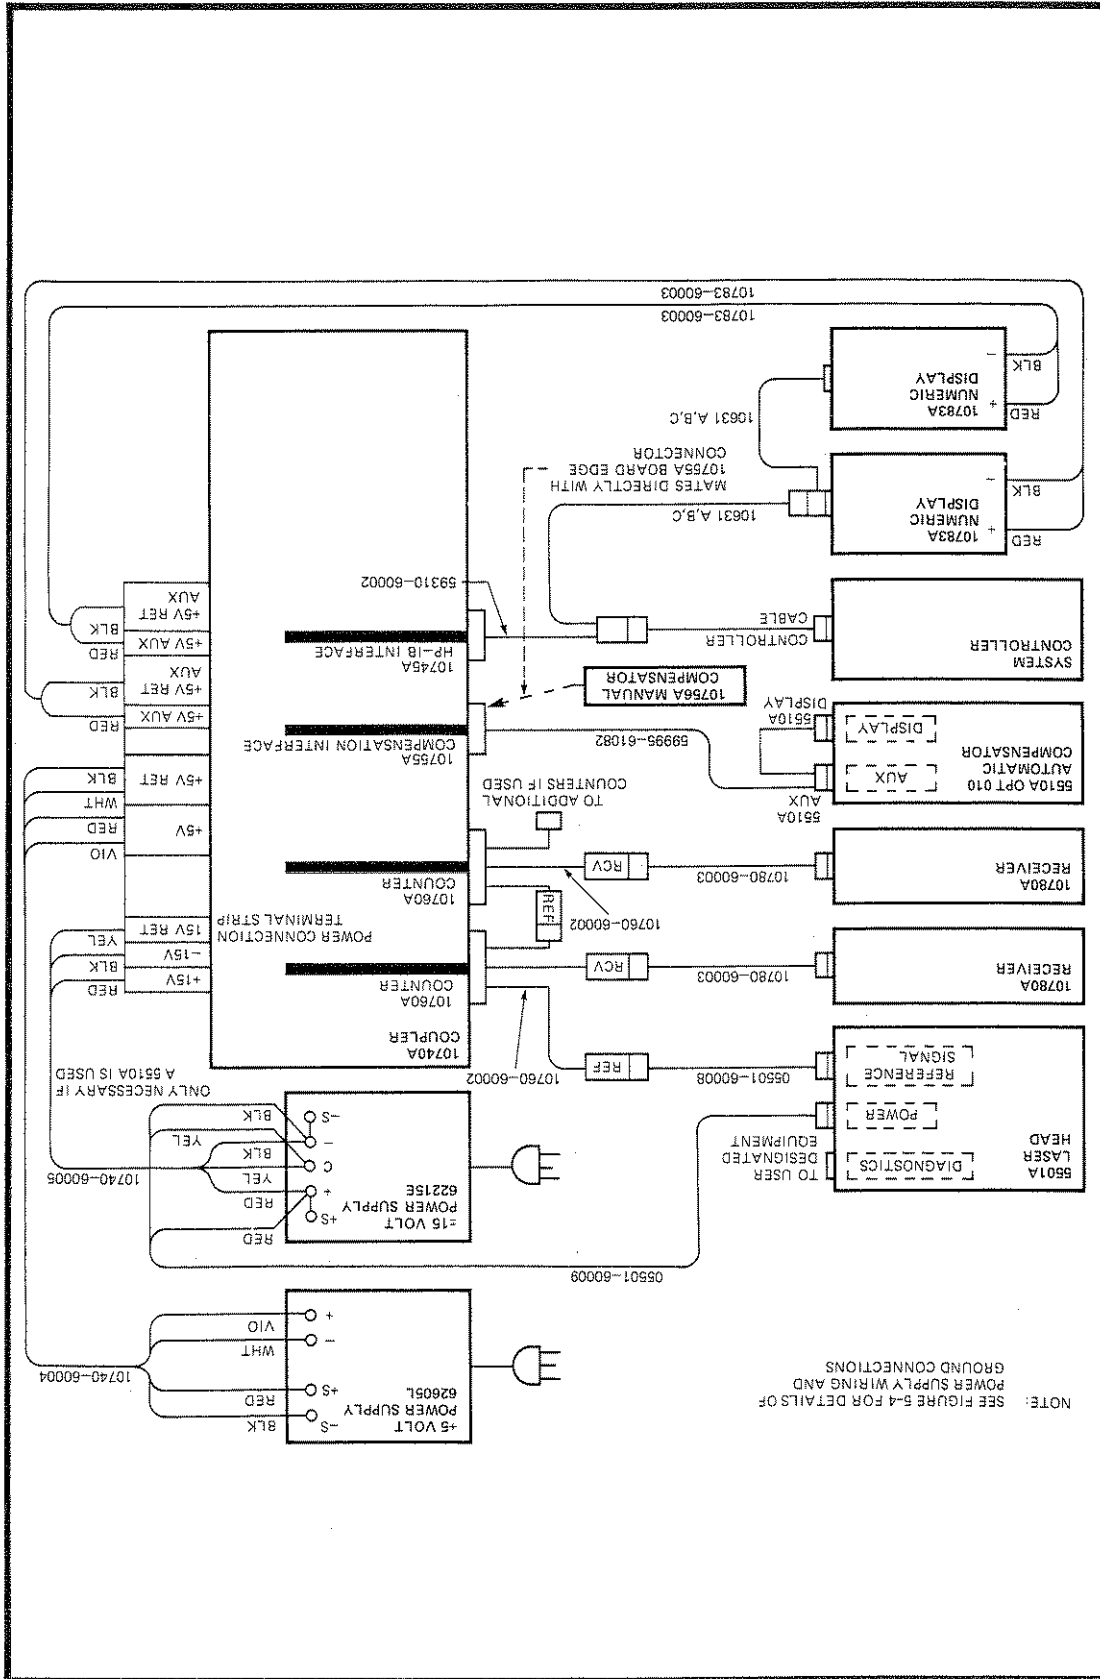 NOTE: SEE FIGURE 5-4 FOR DETAILS OF
POWER SUPPLY WIRING AND
GROUND CONNECTIONS
+5 VOLT
POWER SUPPLY
62605L
−S
+S
−
+
BLK
RED
WHT
VIO
10740-60004
05501-60009
±15 VOLT
POWER SUPPLY
6215E
+S
+
C
−
−S
RED
RED
YEL
BLK
YEL
BLK
10740-60005
ONLY NECESSARY IF
A 5510A IS USED
5501A
LASER
HEAD
DIAGNOSTICS
POWER
REFERENCE
SIGNAL
TO USER
DESIGNATED
EQUIPMENT
05501-60008
REF
10760-60002
10780A
RECEIVER
10780-60003
RCV
REF
10780A
RECEIVER
10780-60003
RCV
10760-60002
TO ADDITIONAL
COUNTERS IF USED
5510A OPT 010
AUTOMATIC
COMPENSATOR
AUX
DISPLAY
5510A
AUX
5510A
DISPLAY
59995-61082
10756A MANUAL
COMPENSATOR
SYSTEM
CONTROLLER
CONTROLLER
CABLE
59310-60002
10783A
NUMERIC
DISPLAY
RED
+
BLK
−
10631 A,B,C
MATES DIRECTLY WITH
10755A BOARD EDGE
CONNECTOR
10783A
NUMERIC
DISPLAY
RED
+
BLK
−
10631 A,B,C
10740A
COUPLER
10760A
COUNTER
POWER CONNECTION
TERMINAL STRIP
10760A
COUNTER
10755A
COMPENSATION INTERFACE
10745A
HP-IB INTERFACE
+15V
−15V
15V RET
+5V
+5V RET
+5V AUX
+5V RET
AUX
+5V AUX
+5V RET
AUX
RED
BLK
YEL
VIO
RED
WHT
BLK
RED
BLK
RED
BLK
10783-60003
10783-60003